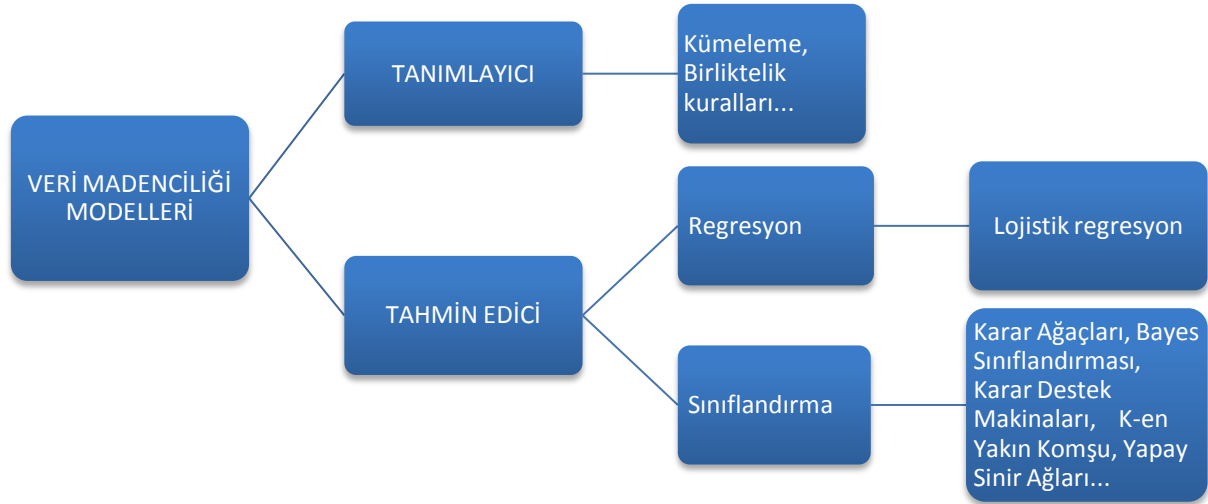 VERİ MADENCİLİĞİ
MODELLERİ
TANIMLAYICI
Kümeleme,
Birliktelik
kuralları...
TAHMİN EDİCİ
Regresyon
Lojistik regresyon
Sınıflandırma
Karar Ağaçları, Bayes
Sınıflandırması,
Karar Destek
Makinaları, K-en
Yakın Komşu, Yapay
Sinir Ağları...